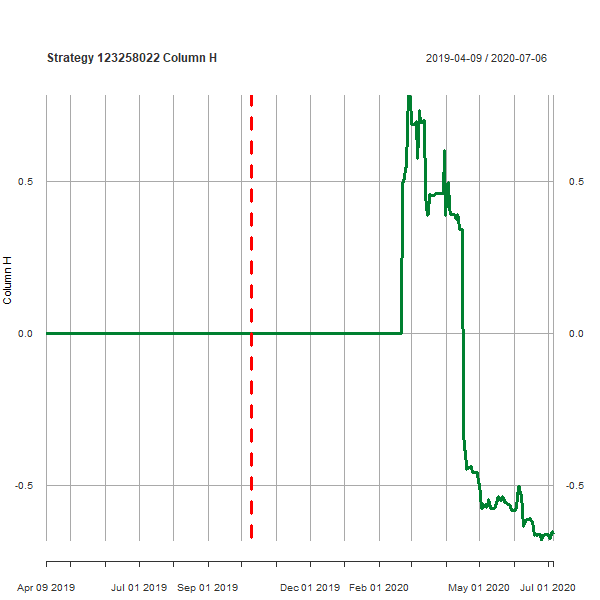 Strategy 123258022 Column H
2019-04-09 / 2020-07-06
0.5
0.5
Column H
0.0
0.0
-0.5
-0.5
Apr 09 2019
Jul 01 2019
Sep 01 2019
Dec 01 2019
Feb 01 2020
May 01 2020
Jul 01 2020